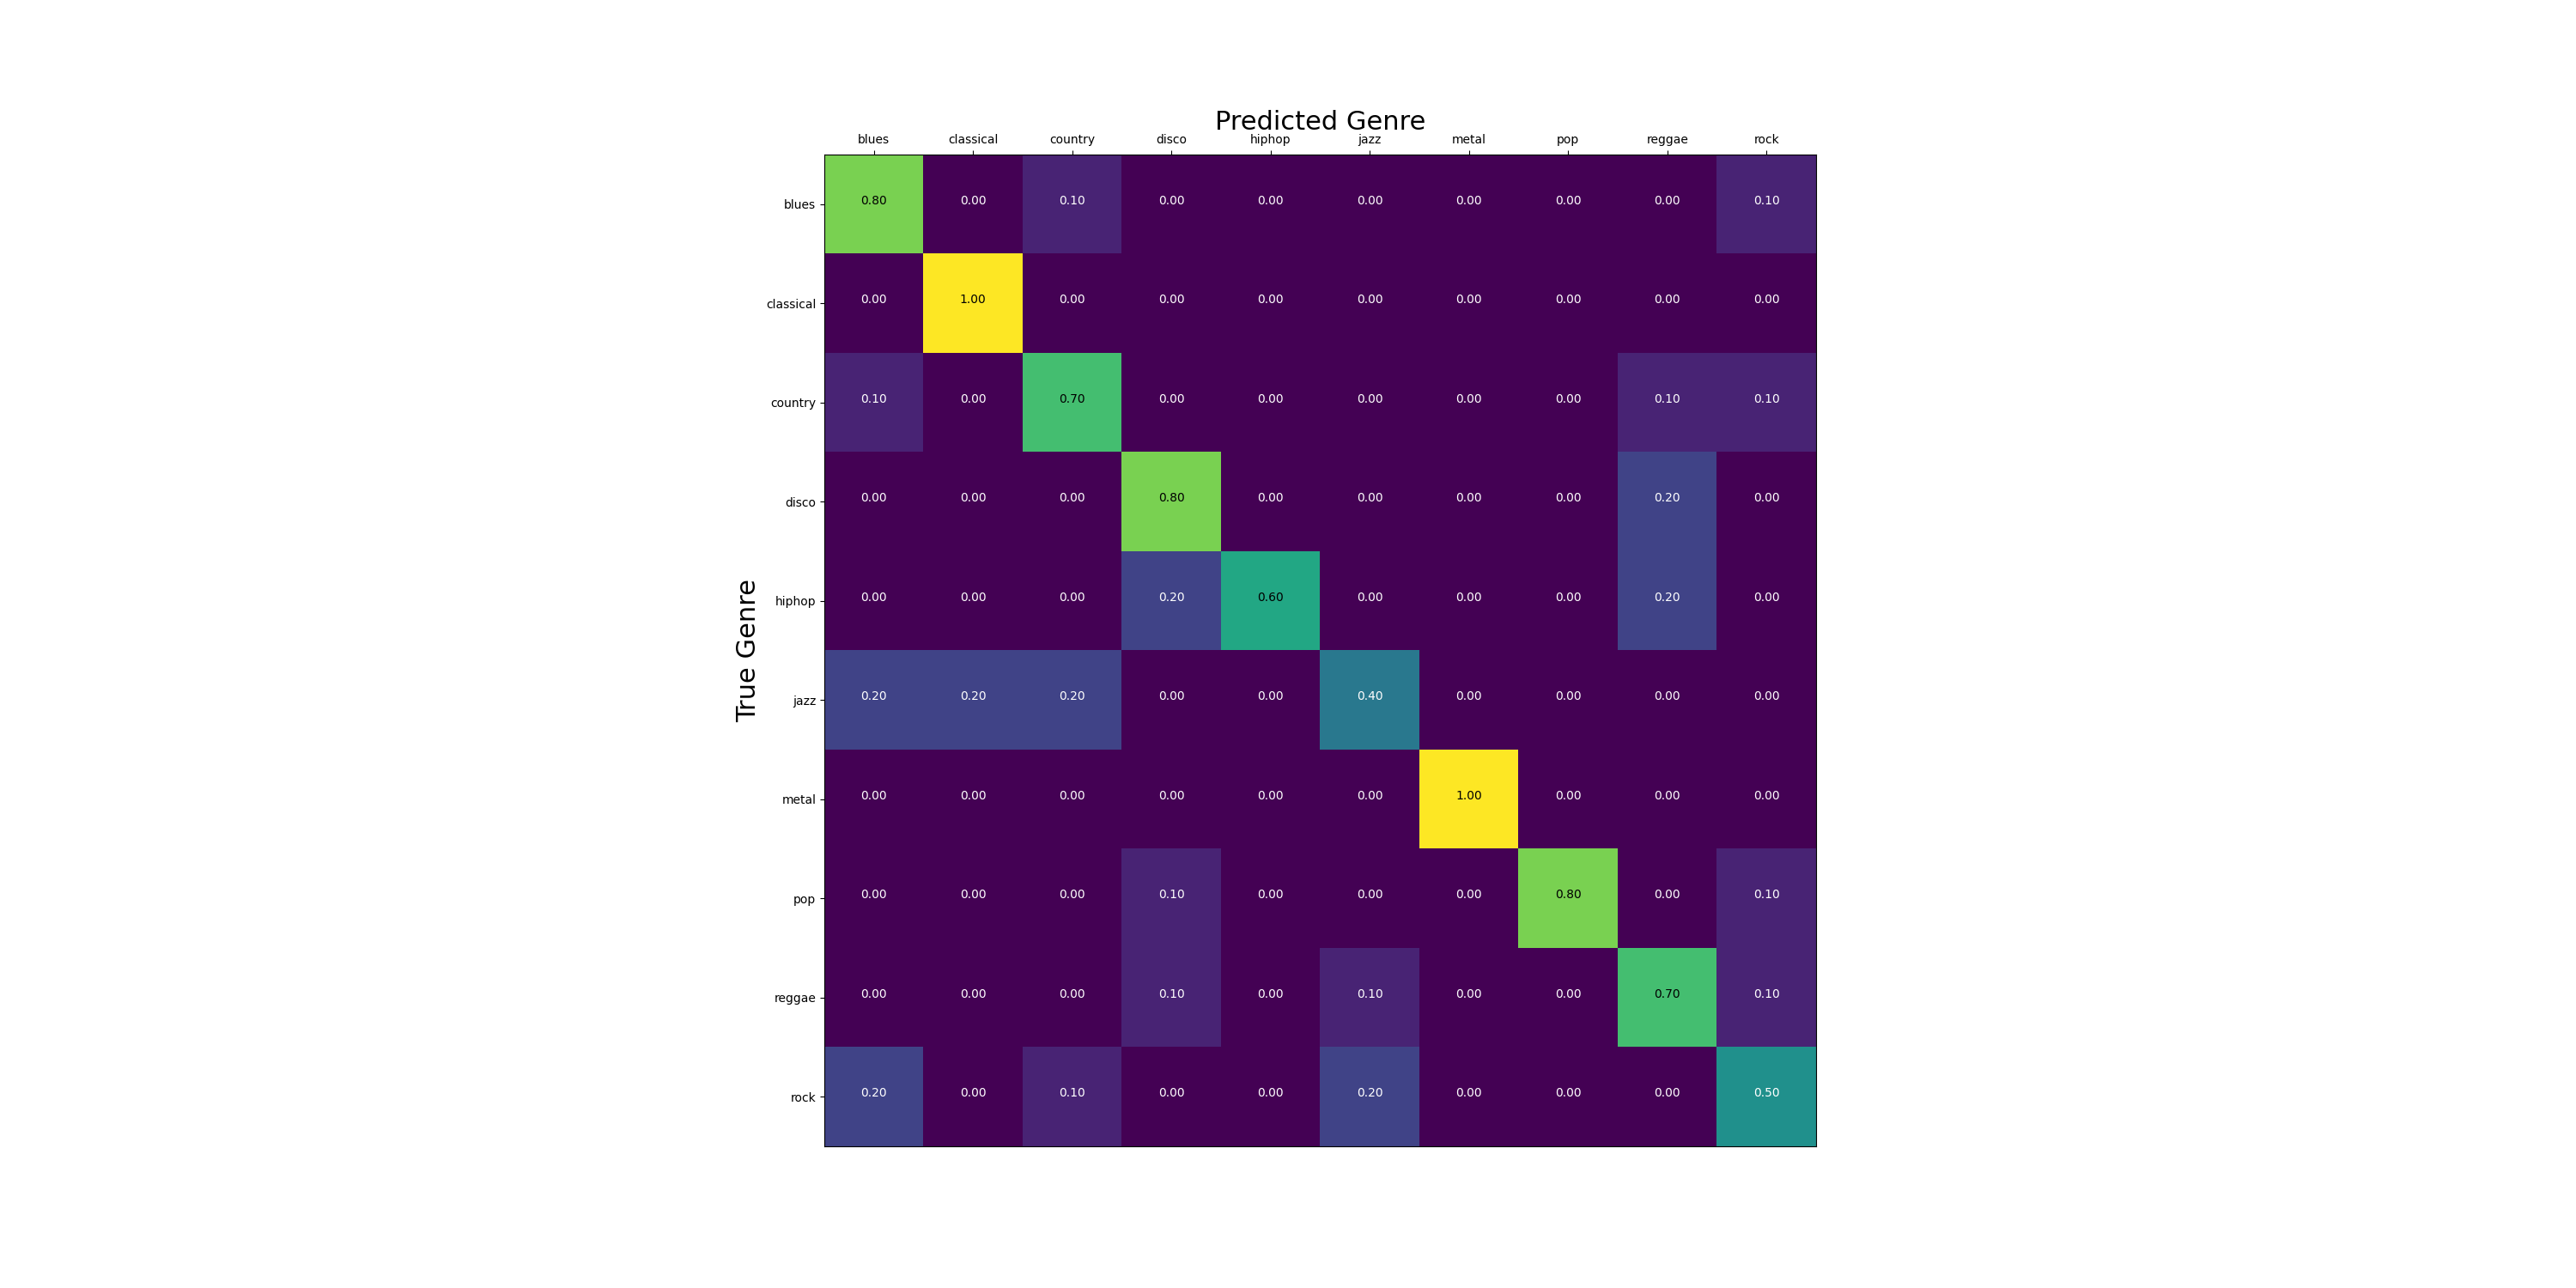 Predicted Genre
blues classical country disco hiphop jazz metal pop reggae rock
blues 0.80 0.00 0.10 0.00 0.00 0.00 0.00 0.00 0.00 0.10
classical 0.00 1.00 0.00 0.00 0.00 0.00 0.00 0.00 0.00 0.00
country 0.10 0.00 0.70 0.00 0.00 0.00 0.00 0.00 0.10 0.10
disco 0.00 0.00 0.00 0.80 0.00 0.00 0.00 0.00 0.20 0.00
hiphop 0.00 0.00 0.00 0.20 0.60 0.00 0.00 0.00 0.20 0.00
True Genre
jazz 0.20 0.20 0.20 0.00 0.00 0.40 0.00 0.00 0.00 0.00
metal 0.00 0.00 0.00 0.00 0.00 0.00 1.00 0.00 0.00 0.00
pop 0.00 0.00 0.00 0.10 0.00 0.00 0.00 0.80 0.00 0.10
reggae 0.00 0.00 0.00 0.10 0.00 0.10 0.00 0.00 0.70 0.10
rock 0.20 0.00 0.10 0.00 0.00 0.20 0.00 0.00 0.00 0.50